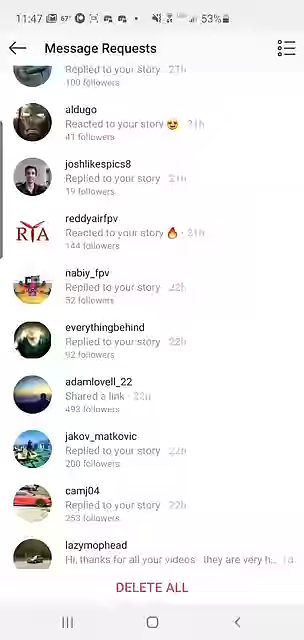 11:47 67° 53%
Message Requests
Replied to your story · 21h
100 followers
aldugo
Reacted to your story 😍 · 21h
41 followers
joshlikespics8
Replied to your story · 21h
19 followers
RTA
reddyairfpv
Reacted to your story 🔥 · 21h
144 followers
nabiy_fpv
Replied to your story · 22h
52 followers
everythingbehind
Replied to your story · 22h
92 followers
adamlovell_22
Shared a link · 22h
493 followers
jakov_matkovic
Replied to your story · 22h
200 followers
camj04
Replied to your story · 22h
253 followers
lazymophead
Hi, thanks for all your videos - they are very h... · 1d
DELETE ALL